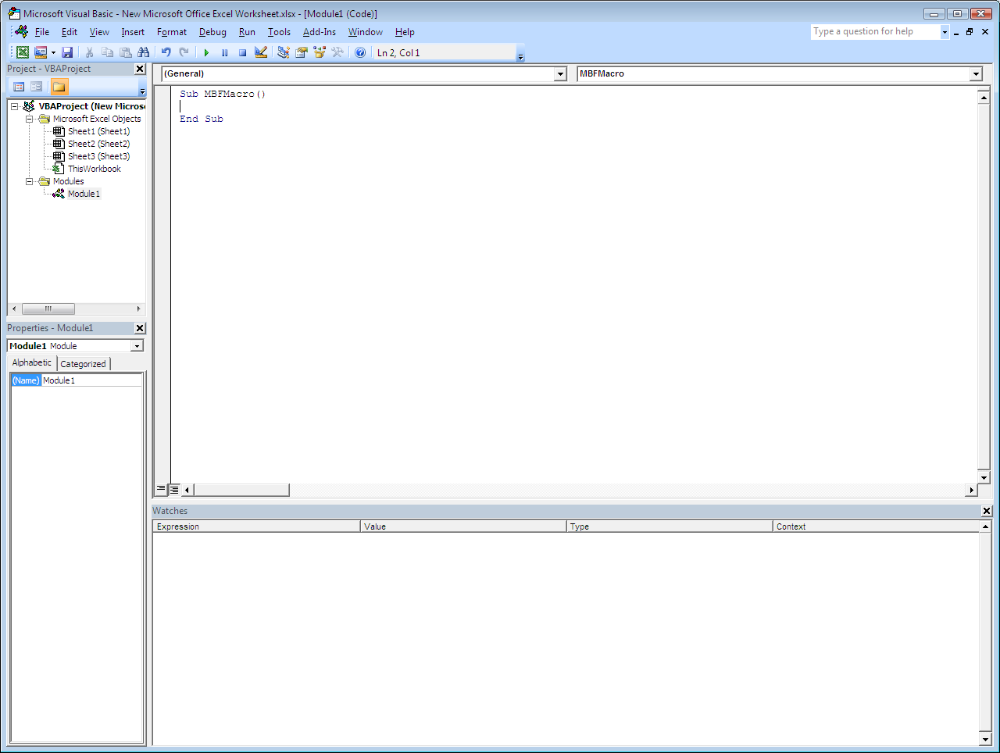 Microsoft Visual Basic - New Microsoft Office Excel Worksheet.xlsx - [Module1 (Code)]
File Edit View Insert Format Debug Run Tools Add-Ins Window Help
Type a question for help
Ln 2, Col 1
Project - VBAProject
VBAProject (New Micros
Microsoft Excel Objects
Sheet1 (Sheet1)
Sheet2 (Sheet2)
Sheet3 (Sheet3)
ThisWorkbook
Modules
Module1
Properties - Module1
Module1 Module
Alphabetic Categorized
(Name) Module1
(General) MBFMacro
Sub MBFMacro()
End Sub
Watches
Expression Value Type Context